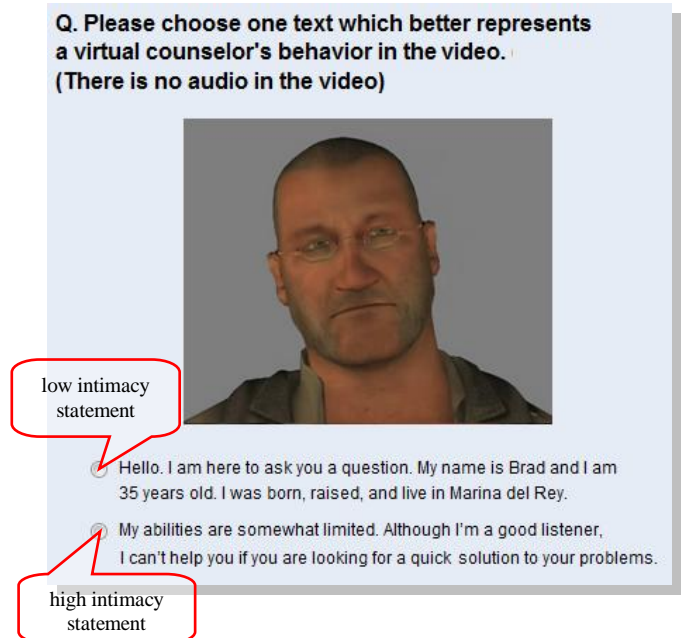 Q. Please choose one text which better represents
a virtual counselor's behavior in the video.
(There is no audio in the video)
low intimacy
statement
Hello. I am here to ask you a question. My name is Brad and I am
35 years old. I was born, raised, and live in Marina del Rey.
My abilities are somewhat limited. Although I'm a good listener,
I can't help you if you are looking for a quick solution to your problems.
high intimacy
statement